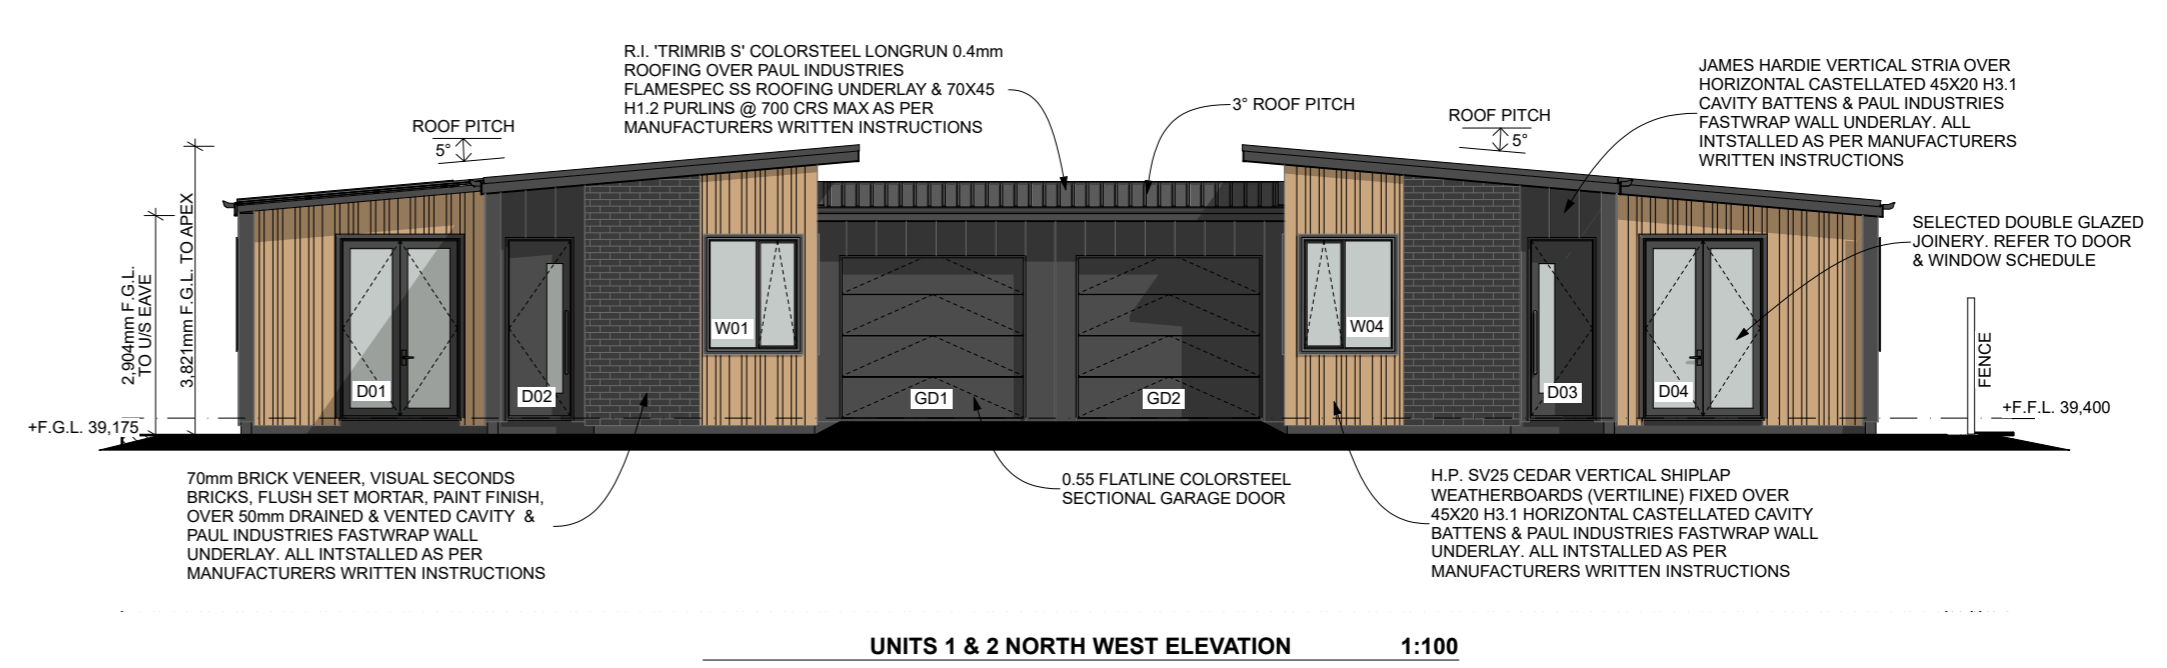 R.I. 'TRIMRIB S' COLORSTEEL LONGRUN 0.4mm
ROOFING OVER PAUL INDUSTRIES
FLAMESPEC SS ROOFING UNDERLAY & 70X45
H1.2 PURLINS @ 700 CRS MAX AS PER
MANUFACTURERS WRITTEN INSTRUCTIONS
JAMES HARDIE VERTICAL STRIA OVER
HORIZONTAL CASTELLATED 45X20 H3.1
CAVITY BATTENS & PAUL INDUSTRIES
FASTWRAP WALL UNDERLAY. ALL
INTSTALLED AS PER MANUFACTURERS
WRITTEN INSTRUCTIONS
3° ROOF PITCH
ROOF PITCH
5°
ROOF PITCH
5°
2,904mm F.G.L.
TO U/S EAVE
3,821mm F.G.L. TO APEX
SELECTED DOUBLE GLAZED
JOINERY. REFER TO DOOR
& WINDOW SCHEDULE
W01
W04
FENCE
D01
D02
GD1
GD2
D03
D04
+F.G.L. 39,175
+F.F.L. 39,400
70mm BRICK VENEER, VISUAL SECONDS
BRICKS, FLUSH SET MORTAR, PAINT FINISH,
OVER 50mm DRAINED & VENTED CAVITY &
PAUL INDUSTRIES FASTWRAP WALL
UNDERLAY. ALL INTSTALLED AS PER
MANUFACTURERS WRITTEN INSTRUCTIONS
0.55 FLATLINE COLORSTEEL
SECTIONAL GARAGE DOOR
H.P. SV25 CEDAR VERTICAL SHIPLAP
WEATHERBOARDS (VERTILINE) FIXED OVER
45X20 H3.1 HORIZONTAL CASTELLATED CAVITY
BATTENS & PAUL INDUSTRIES FASTWRAP WALL
UNDERLAY. ALL INTSTALLED AS PER
MANUFACTURERS WRITTEN INSTRUCTIONS
UNITS 1 & 2 NORTH WEST ELEVATION 1:100